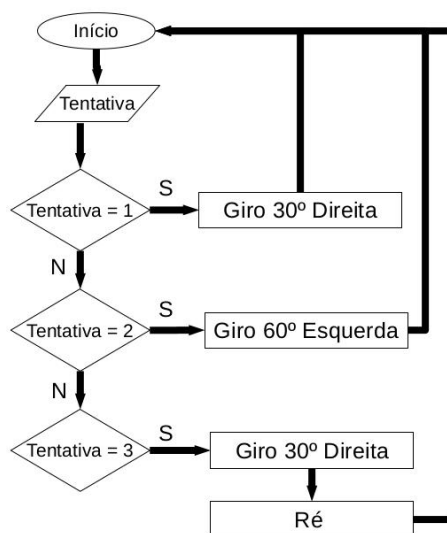 Início
Tentativa
Tentativa = 1
S
Giro 30º Direita
N
Tentativa = 2
S
Giro 60º Esquerda
N
Tentativa = 3
S
Giro 30º Direita
Ré